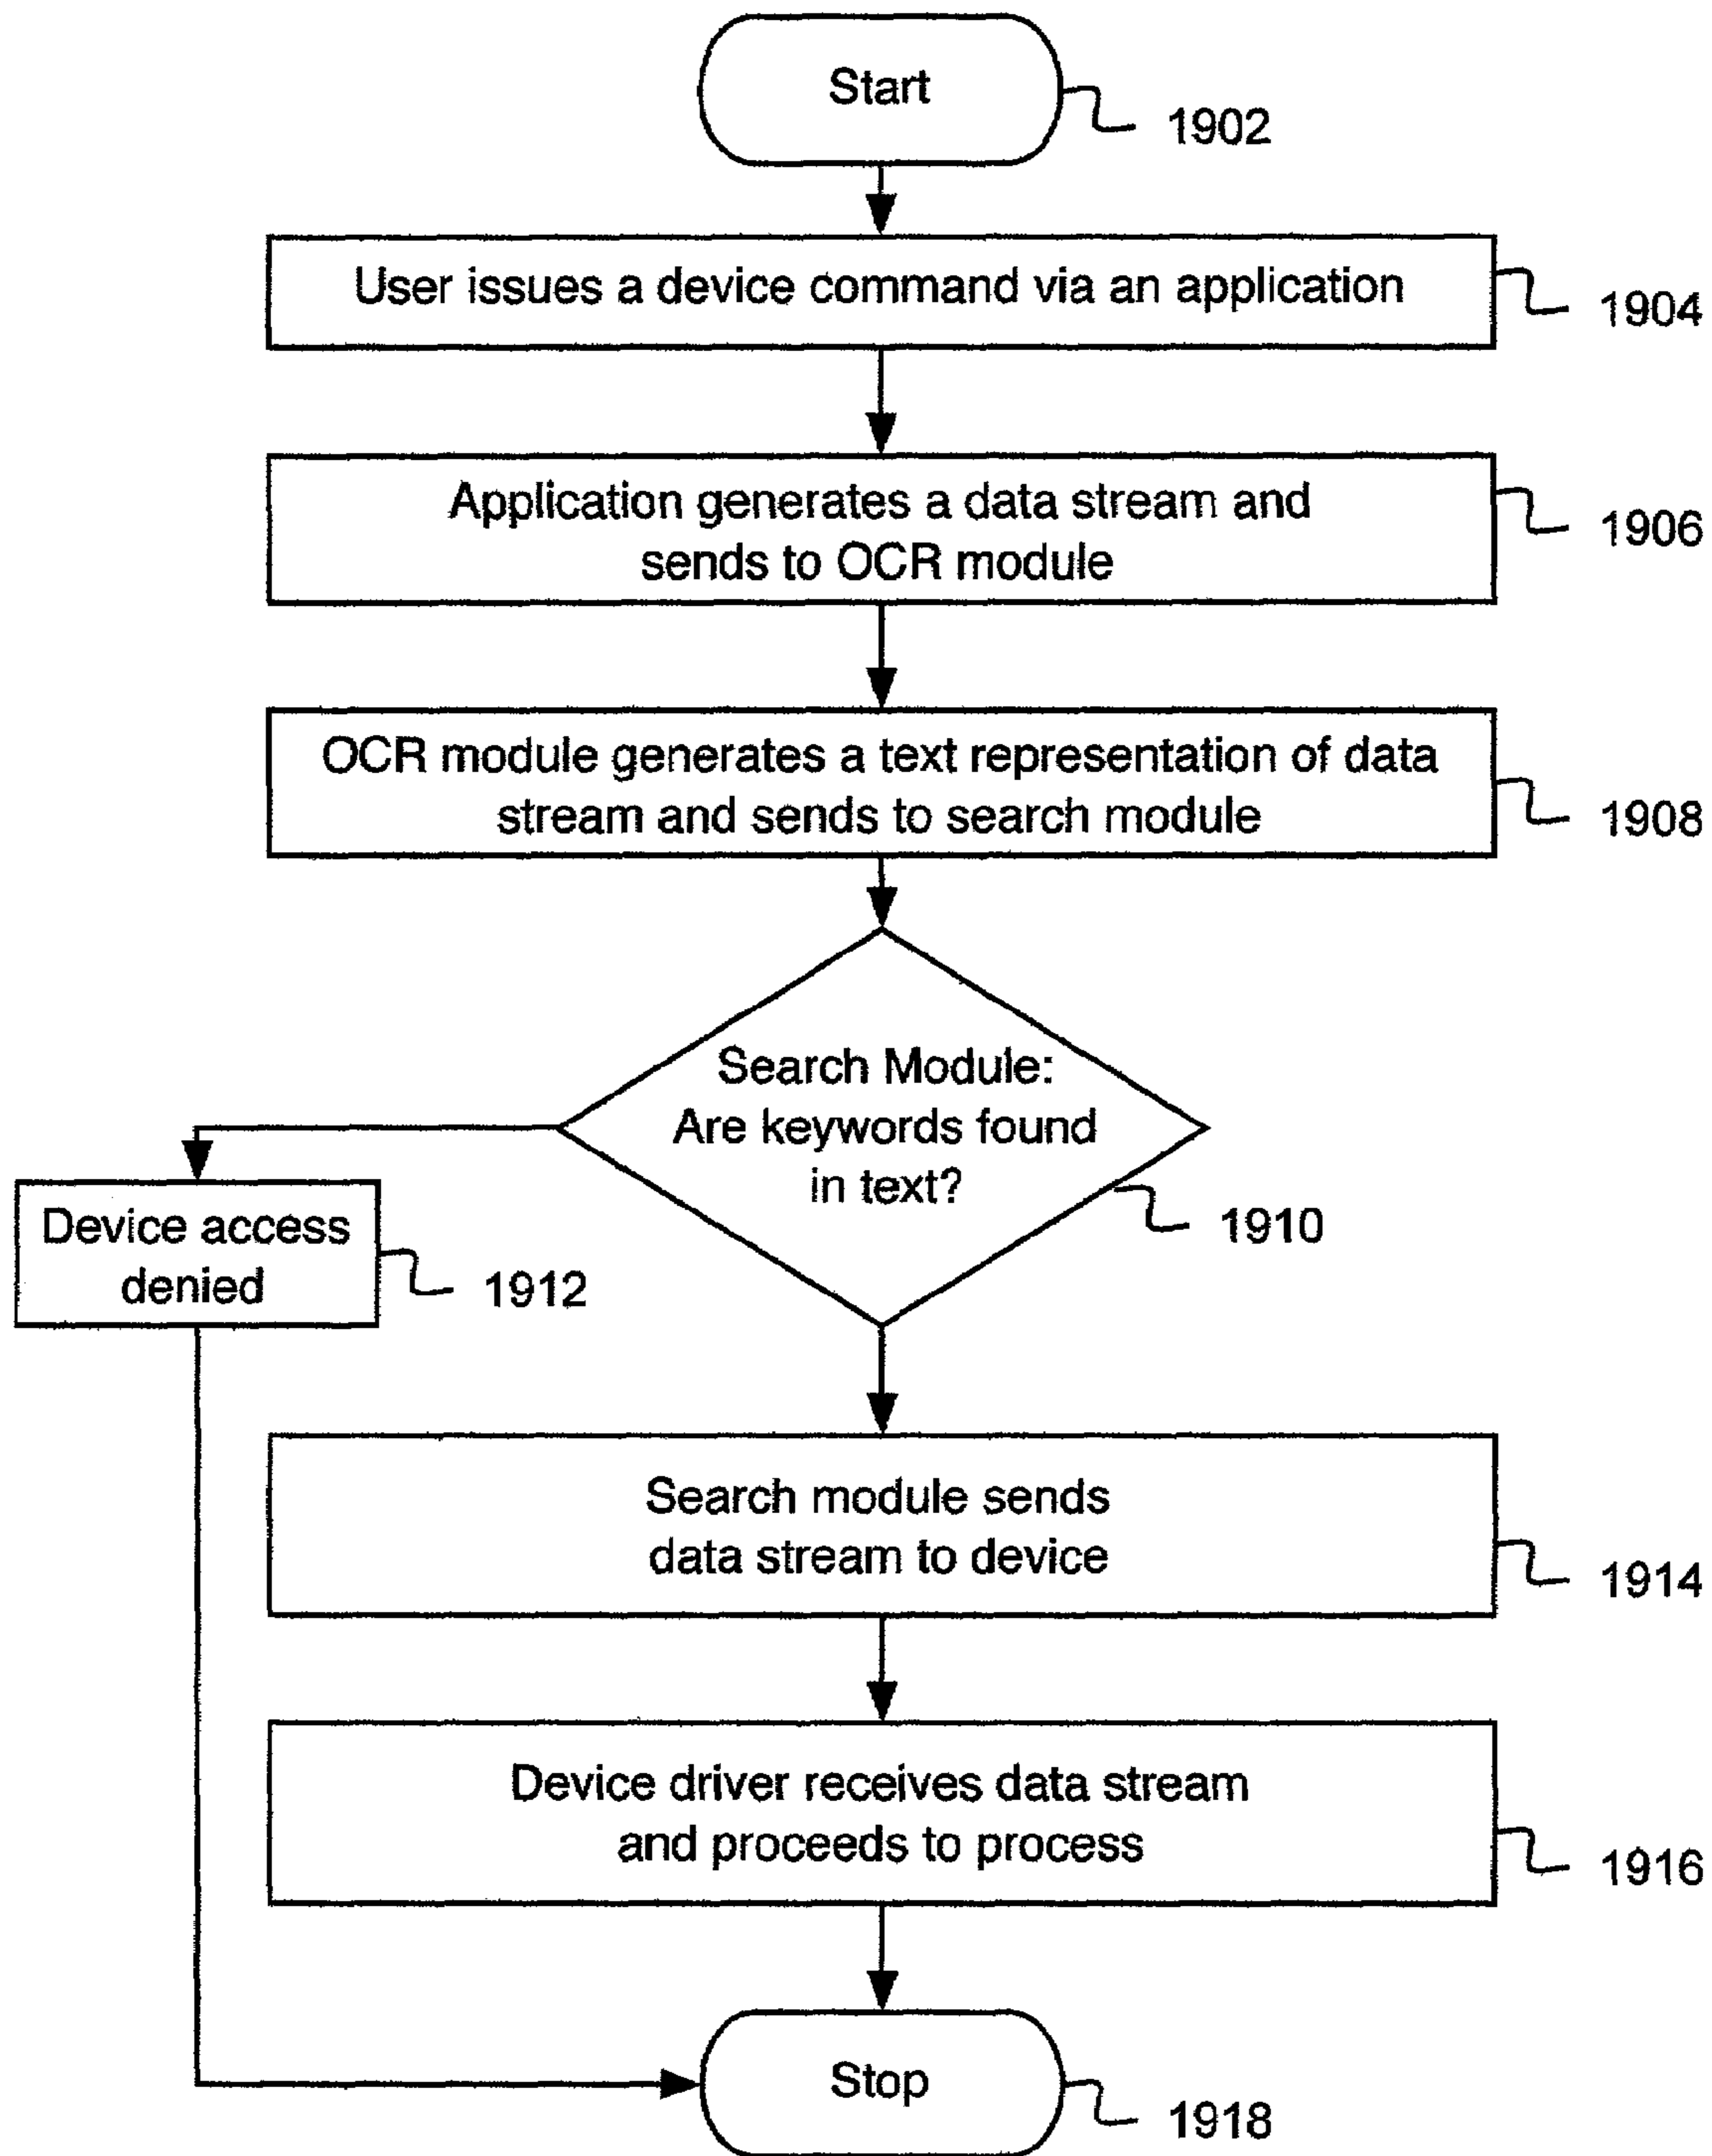 Start
1902
User issues a device command via an application
1904
Application generates a data stream and
sends to OCR module
1906
OCR module generates a text representation of data
stream and sends to search module
1908
Search Module:
Are keywords found
in text?
1910
Device access
denied
1912
Search module sends
data stream to device
1914
Device driver receives data stream
and proceeds to process
1916
Stop
1918